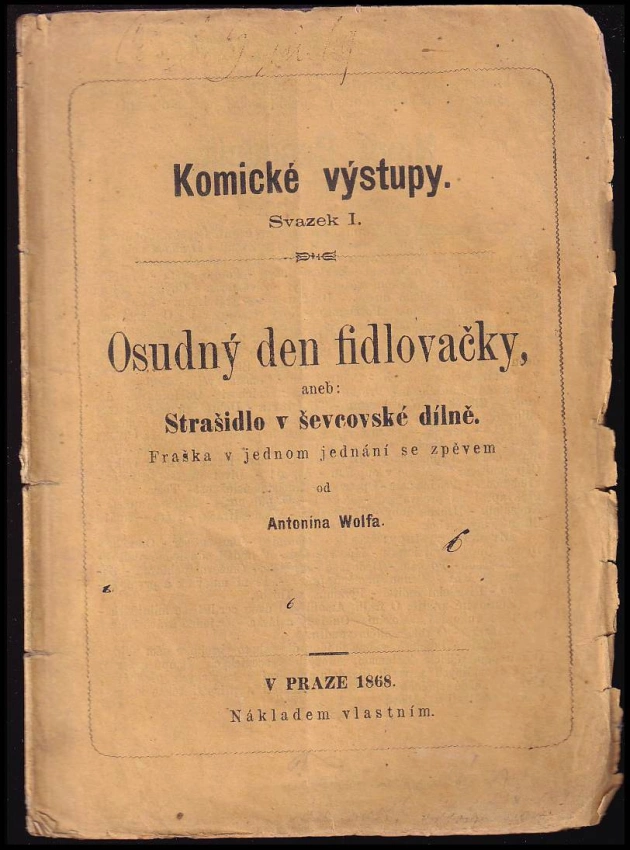 Komické výstupy.
Svazek I.
Osudný den fidlovačky,
aneb:
Strašidlo v ševcovské dílně.
Fraška v jednom jednání se zpěvem
od
Antonina Wolfa.
6
V PRAZE 1868.
Nákladem vlastním.